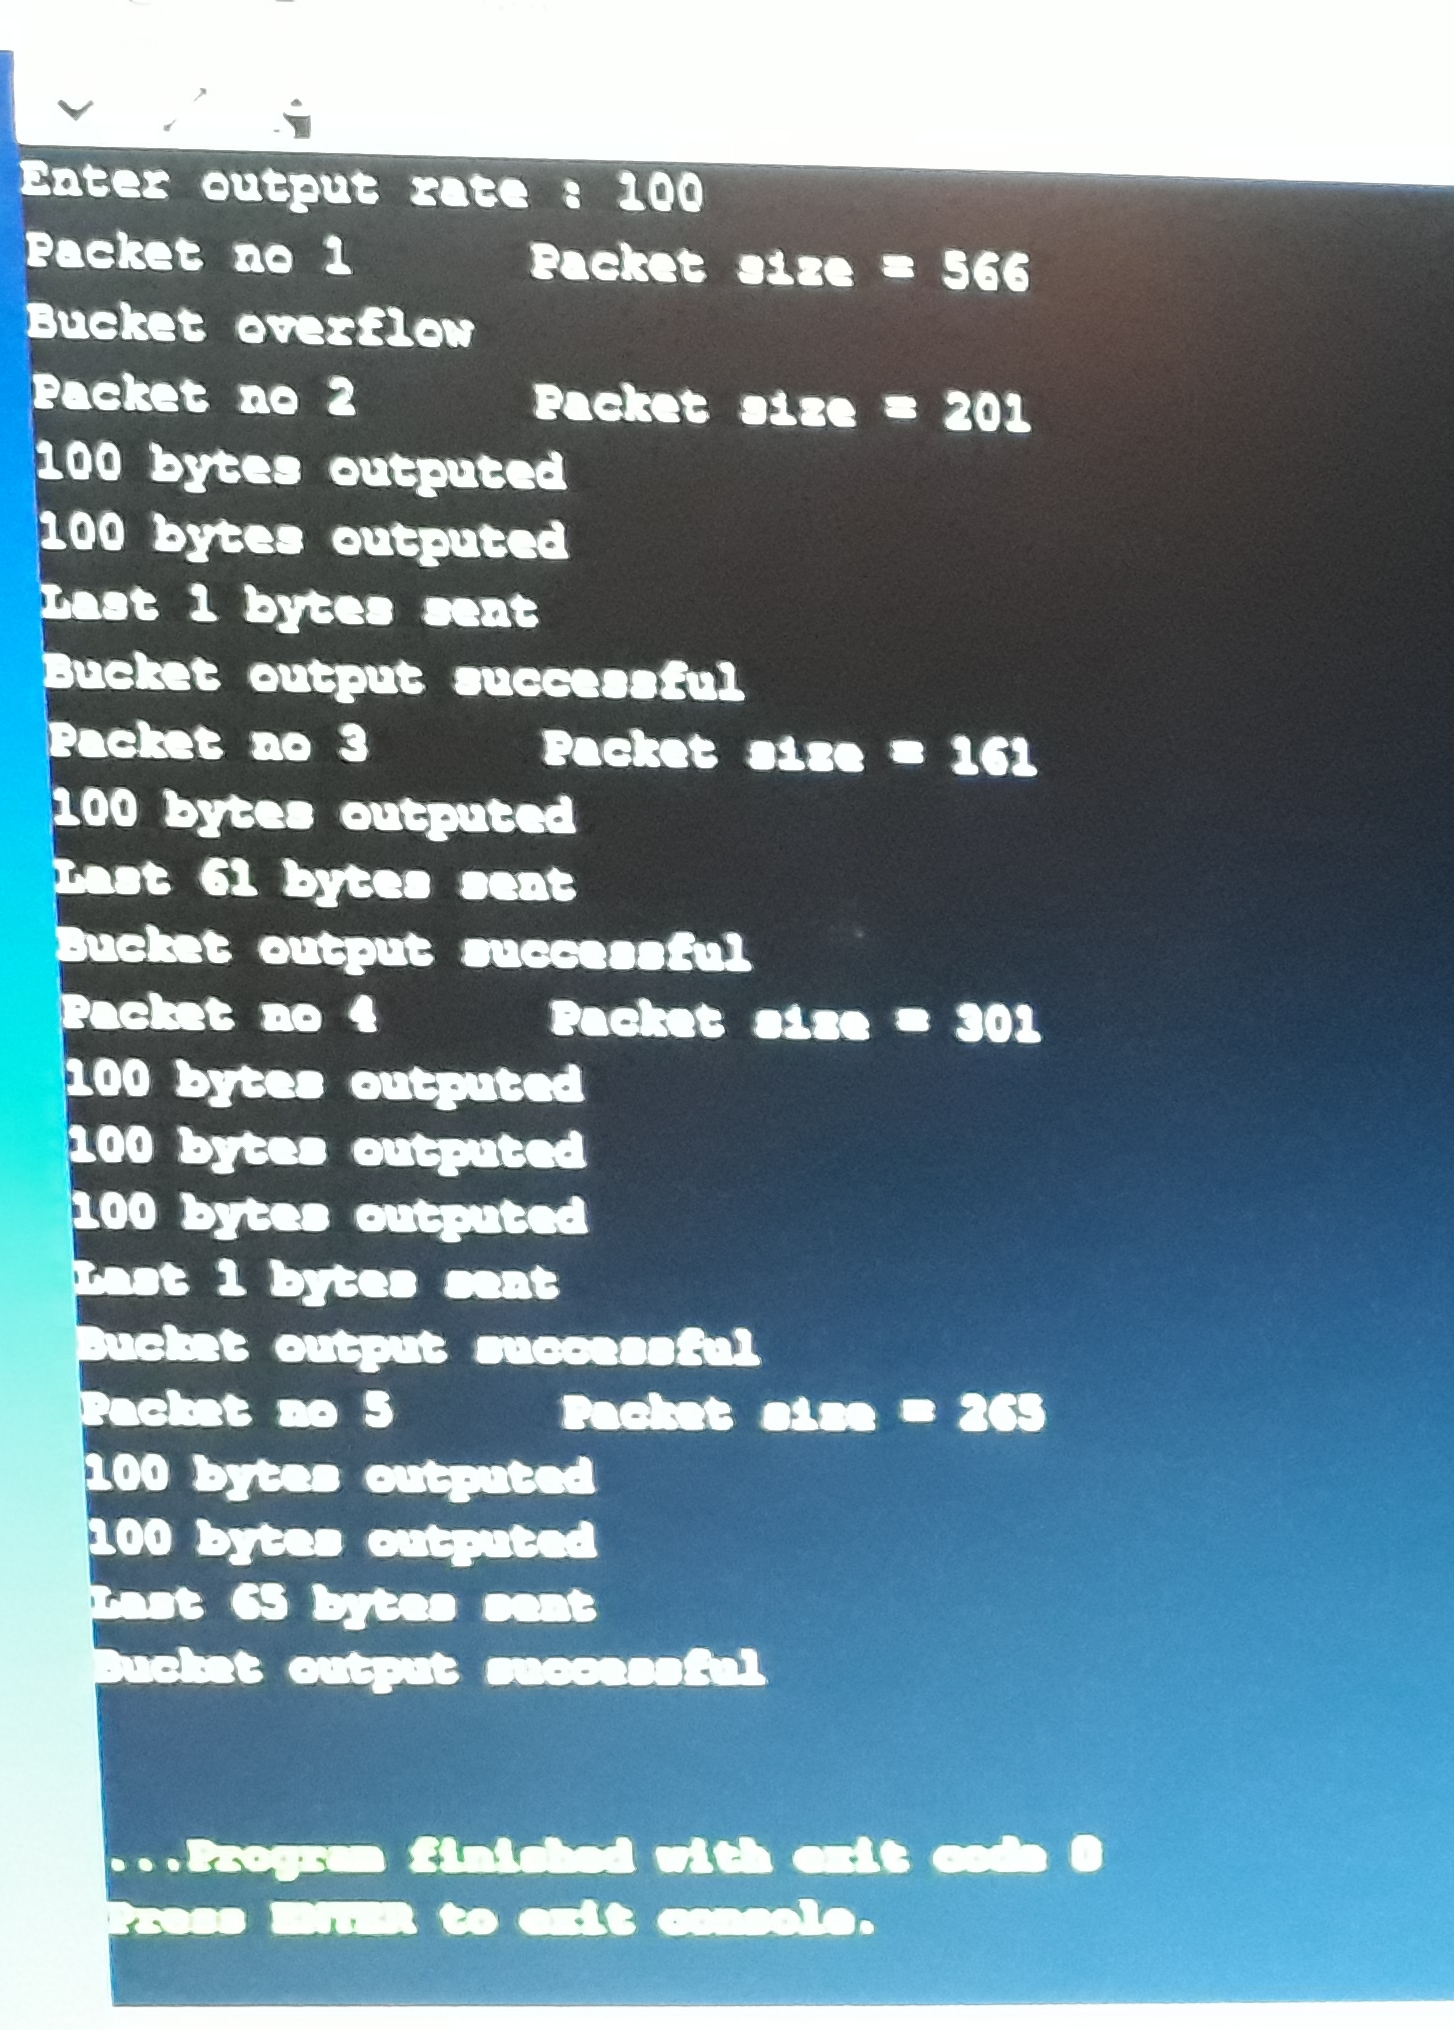 Enter output rate : 100
Packet no 1 Packet size = 566
Bucket overflow
Packet no 2 Packet size = 201
100 bytes outputed
100 bytes outputed
Last 1 bytes sent
Bucket output successful
Packet no 3 Packet size = 161
100 bytes outputed
Last 61 bytes sent
Bucket output successful
Packet no 4 Packet size = 301
100 bytes outputed
100 bytes outputed
100 bytes outputed
Last 1 bytes sent
Bucket output successful
Packet no 5 Packet size = 265
100 bytes outputed
100 bytes outputed
Last 65 bytes sent
Bucket output successful
...Program finished with exit code 0
Press ENTER to exit console.